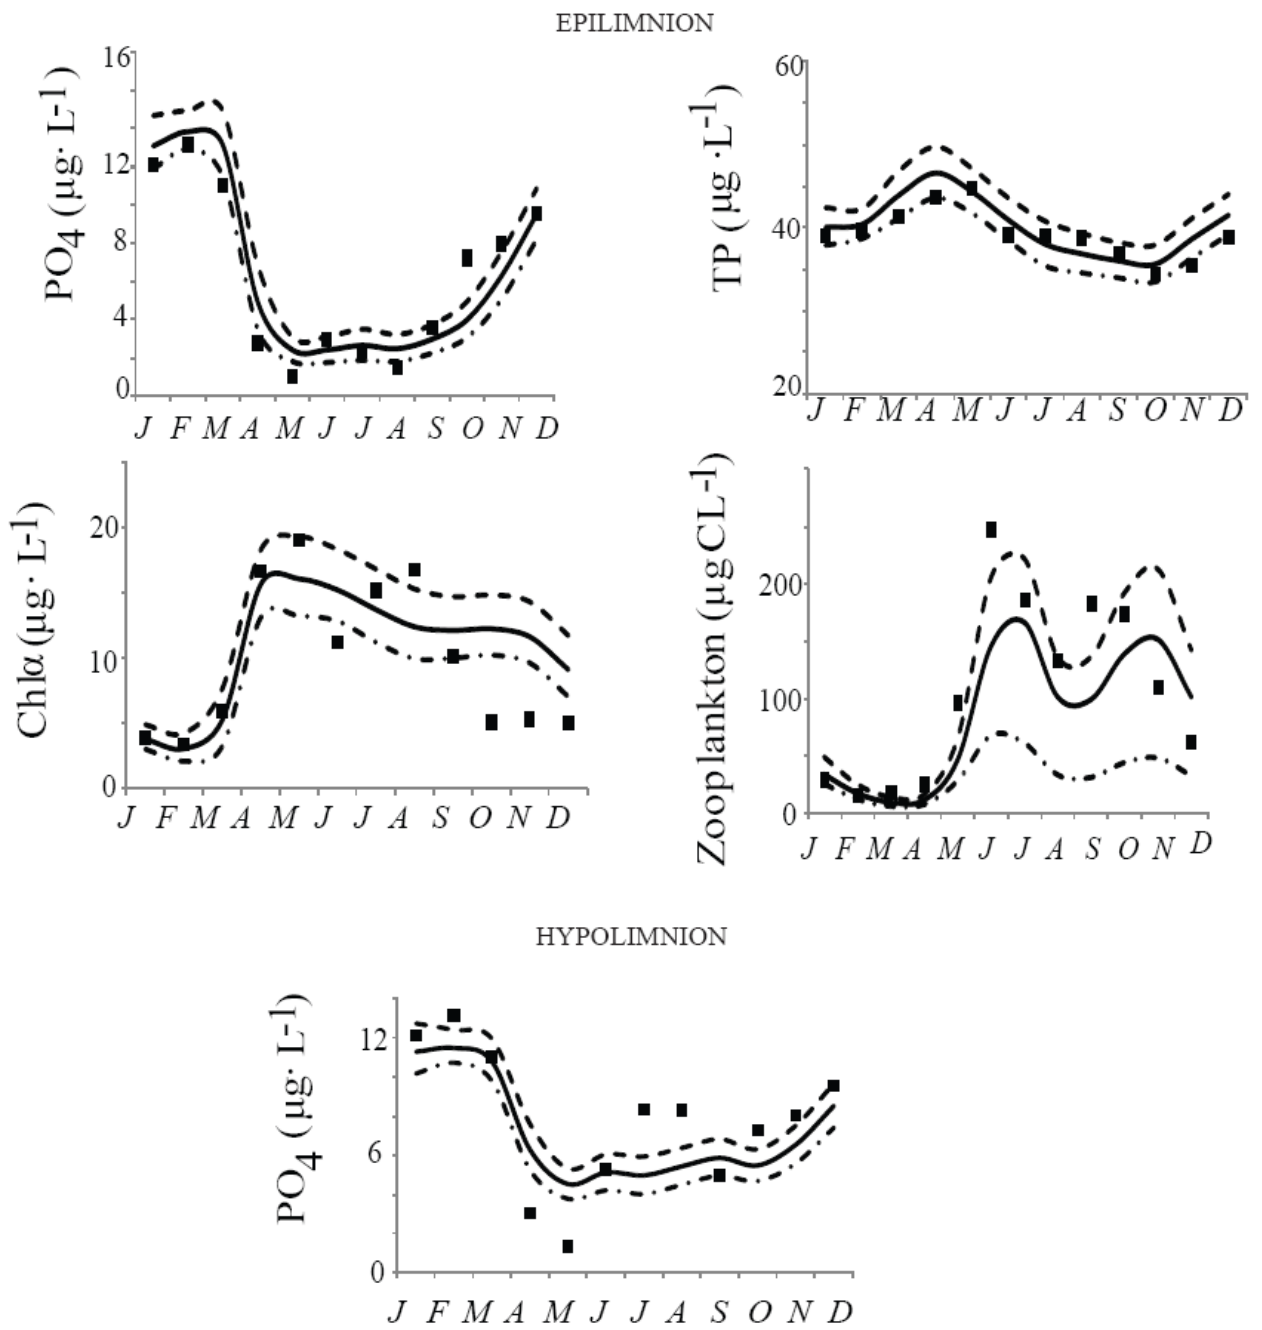 EPILIMNION
PO4 (µg· L-1)
16
12
8
4
0
J F M A M J J A S O N D
TP (µg ·L-1)
60
40
20
J F M A M J J A S O N D
Chlα (µg· L-1)
20
10
0
J F M A M J J A S O N D
Zooplankton (µg CL-1)
200
100
0
J F M A M J J A S O N D
HYPOLIMNION
PO4 (µg· L-1)
12
6
0
J F M A M J J A S O N D